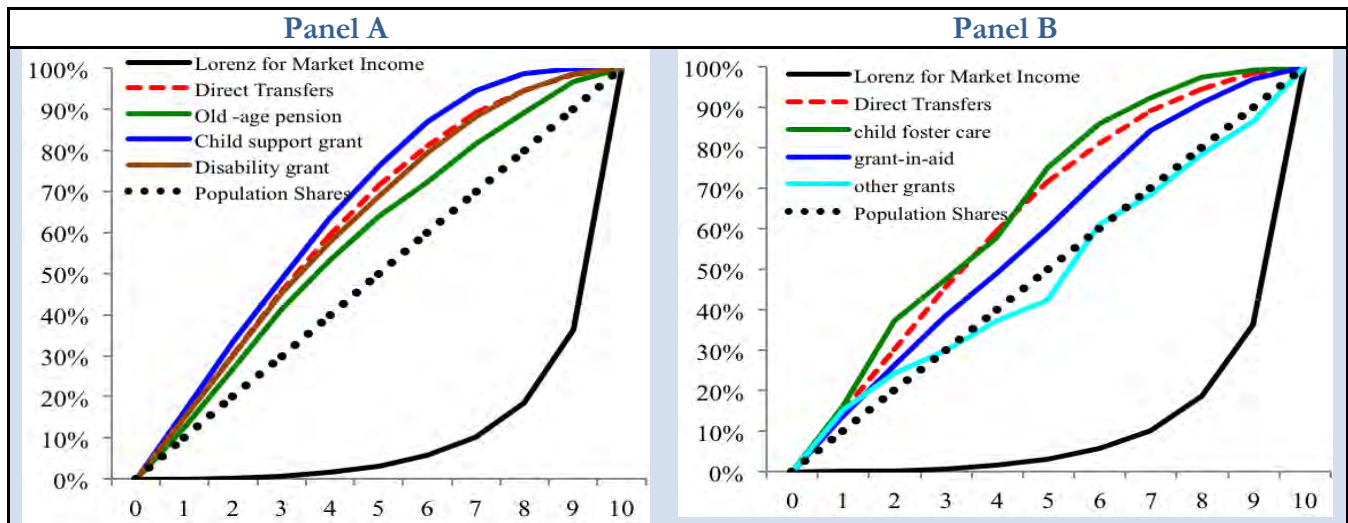 Panel A
Panel B
Lorenz for Market Income
Direct Transfers
Old -age pension
Child support grant
Disability grant
Population Shares
100%
90%
80%
70%
60%
50%
40%
30%
20%
10%
0%
0 1 2 3 4 5 6 7 8 9 10
Lorenz for Market Income
Direct Transfers
child foster care
grant-in-aid
other grants
Population Shares
100%
90%
80%
70%
60%
50%
40%
30%
20%
10%
0%
0 1 2 3 4 5 6 7 8 9 10